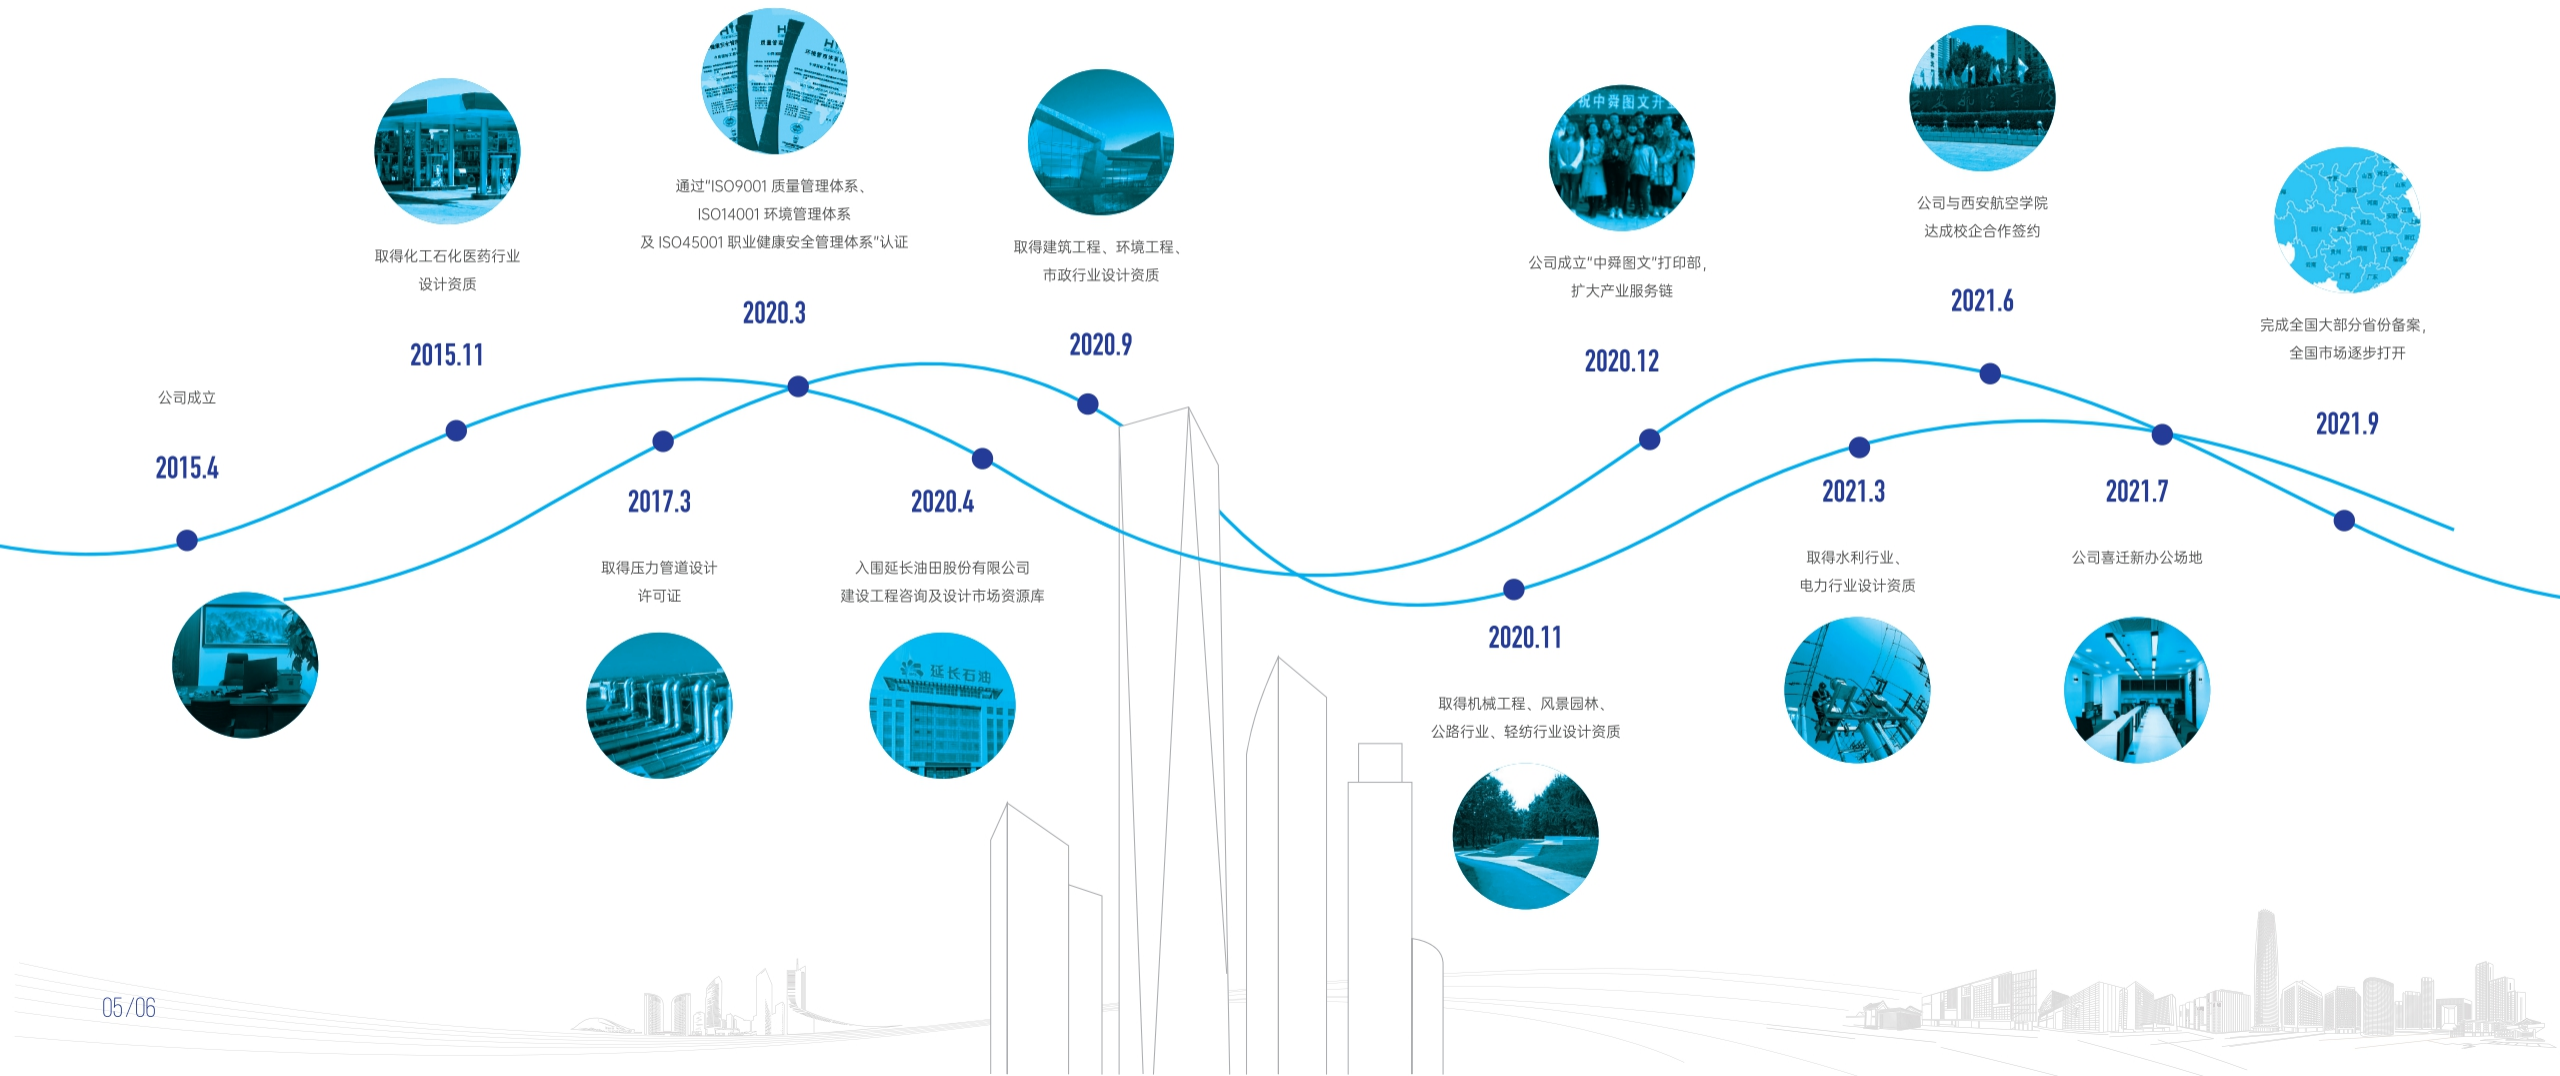 公司成立
2015.4
取得化工石化医药行业
设计资质
2015.11
2017.3
取得压力管道设计
许可证
通过“ISO9001 质量管理体系、
ISO14001 环境管理体系
及 ISO45001 职业健康安全管理体系”认证
2020.3
2020.4
入围延长油田股份有限公司
建设工程咨询及设计市场资源库
延长石油
取得建筑工程、环境工程、
市政行业设计资质
2020.9
2020.11
取得机械工程、风景园林、
公路行业、轻纺行业设计资质
祝中舜图文开业
公司成立“中舜图文”打印部，
扩大产业服务链
2020.12
2021.3
取得水利行业、
电力行业设计资质
公司与西安航空学院
达成校企合作签约
2021.6
2021.7
公司喜迁新办公场地
完成全国大部分省份备案，
全国市场逐步打开
2021.9
05/06